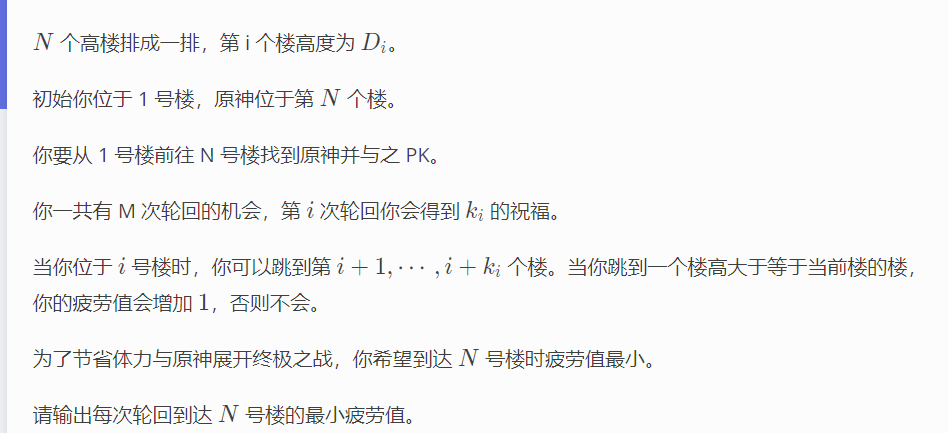 N 个高楼排成一排，第 i 个楼高度为 D_i。
初始你位于 1 号楼，原神位于第 N 个楼。
你要从 1 号楼前往 N 号楼找到原神并与之 PK。
你一共有 M 次轮回的机会，第 i 次轮回你会得到 k_i 的祝福。
当你位于 i 号楼时，你可以跳到第 i + 1, ⋯ , i + k_i 个楼。当你跳到一个楼高大于等于当前楼的楼，
你的疲劳值会增加 1，否则不会。
为了节省体力与原神展开终极之战，你希望到达 N 号楼时疲劳值最小。
请输出每次轮回到达 N 号楼的最小疲劳值。